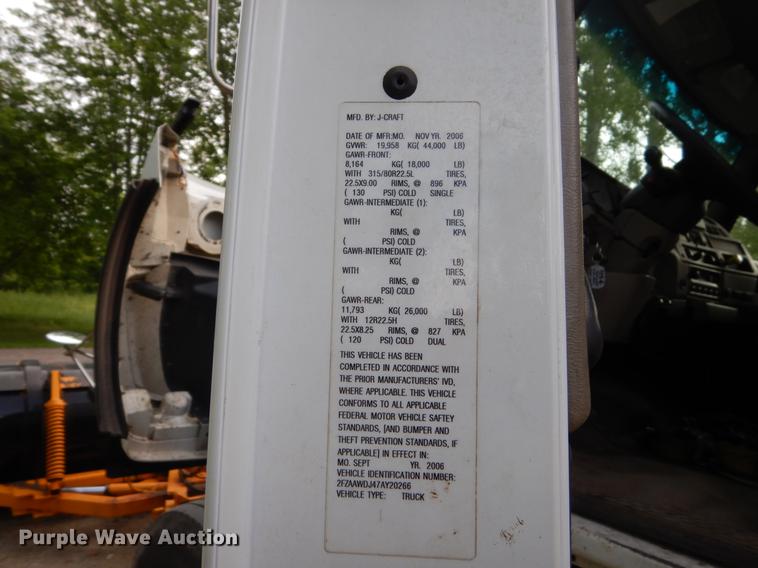 MFD. BY: J-CRAFT
DATE OF MFR:MO. NOV YR. 2006
GVWR: 19,958 KG( 44,000 LB)
GAWR-FRONT:
8,164 KG( 18,000 LB)
WITH 315/80R22.5L TIRES,
22.5X9.00 RIMS, @ 896 KPA
( 130 PSI) COLD SINGLE
GAWR-INTERMEDIATE (1):
KG( LB)
WITH TIRES,
RIMS, @ KPA
( PSI) COLD
GAWR-INTERMEDIATE (2):
KG( LB)
WITH TIRES,
RIMS, @ KPA
( PSI) COLD
GAWR-REAR:
11,793 KG( 26,000 LB)
WITH 12R22.5H TIRES,
22.5X8.25 RIMS, @ 827 KPA
( 120 PSI) COLD DUAL
THIS VEHICLE HAS BEEN
COMPLETED IN ACCORDANCE WITH
THE PRIOR MANUFACTURERS' IVD,
WHERE APPLICABLE. THIS VEHICLE
CONFORMS TO ALL APPLICABLE
FEDERAL MOTOR VEHICLE SAFTEY
STANDARDS, [AND BUMPER AND
THEFT PREVENTION STANDARDS, IF
APPLICABLE] IN EFFECT IN:
MO. SEPT YR. 2006
VEHICLE IDENTIFICATION NUMBER:
2FZAAWDJ47AY20266
VEHICLE TYPE: TRUCK
Purple Wave Auction®